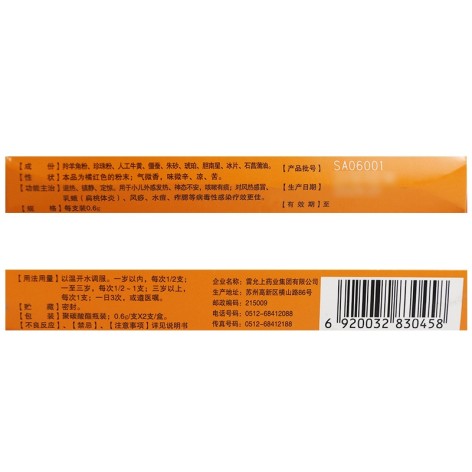 【成　份】羚羊角粉、珍珠粉、人工牛黄、僵蚕、朱砂、琥珀、胆南星、冰片、石菖蒲油。
【性　状】本品为橘红色的粉末；气微香，味微辛、凉、苦。
【功能主治】退热，镇静，定惊。用于小儿外感发热，神态不安，咳嗽有痰；对风热感冒、
乳蛾（扁桃体炎）、风疹、水痘、痄腮等病毒性感染疗效更佳。
【规　格】每支装0.6g
【产品批号】SA06001
【生产日期】
【有 效 期】至
【用法用量】以温开水调服。一岁以内，每次1/2支；
一至三岁，每次1/2～1支；三岁以上，
每次1支；一日3次，或遵医嘱。
【贮　藏】密封。
【包　装】聚碳酸酯瓶装；0.6g/支X2支/盒。
【不良反应】、【禁忌】、【注意事项】详见说明书
企业名称：雷允上药业集团有限公司
生产地址：苏州高新区横山路86号
邮政编码：215009
电话号码：0512-68412088
传真号码：0512-68412188
6 920032 830458